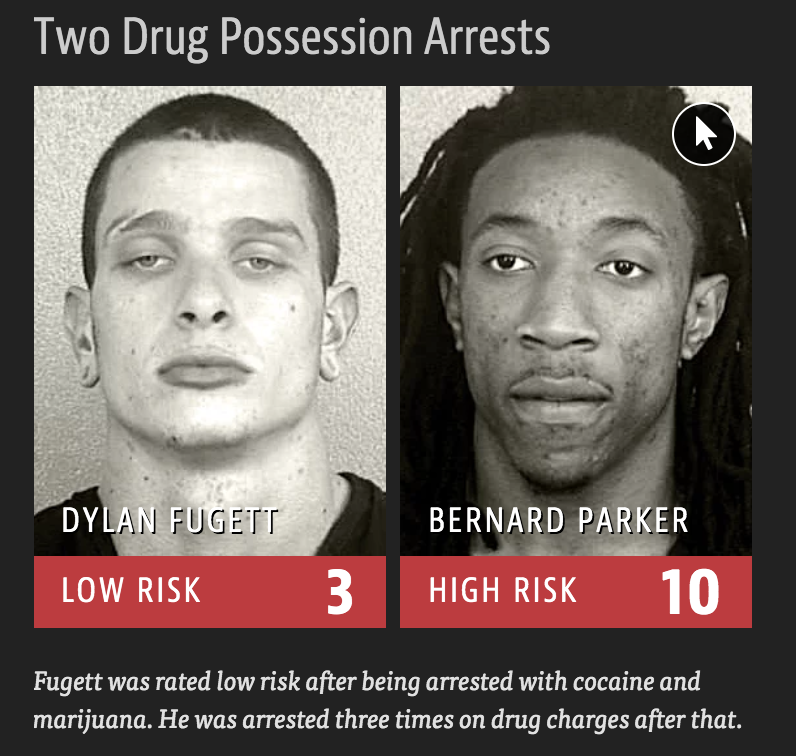 Two Drug Possession Arrests
DYLAN FUGETT
BERNARD PARKER
LOW RISK 3
HIGH RISK 10
Fugett was rated low risk after being arrested with cocaine and
marijuana. He was arrested three times on drug charges after that.